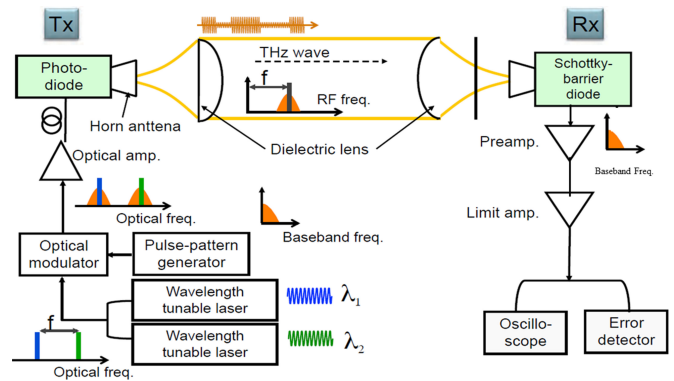 Tx
Rx
Photo-
diode
THz wave
f
RF freq.
Schottky-
barrier
diode
Horn anttena
Dielectric lens
Preamp.
Baseband Freq.
Optical amp.
Optical freq.
Baseband freq.
Limit amp.
Optical
modulator
Pulse-pattern
generator
Wavelength
tunable laser
λ1
Wavelength
tunable laser
λ2
f
Optical freq.
Oscillo-
scope
Error
detector